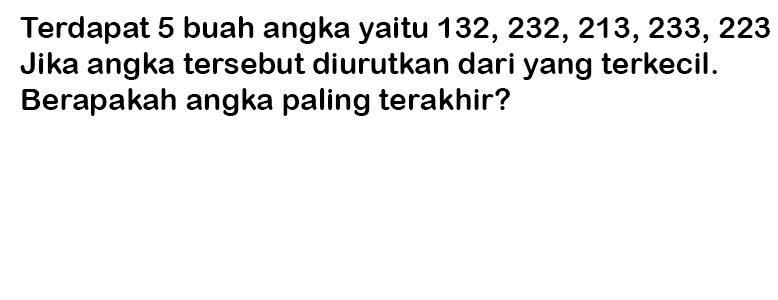 Terdapat 5 buah angka yaitu 132, 232, 213, 233, 223
Jika angka tersebut diurutkan dari yang terkecil.
Berapakah angka paling terakhir?